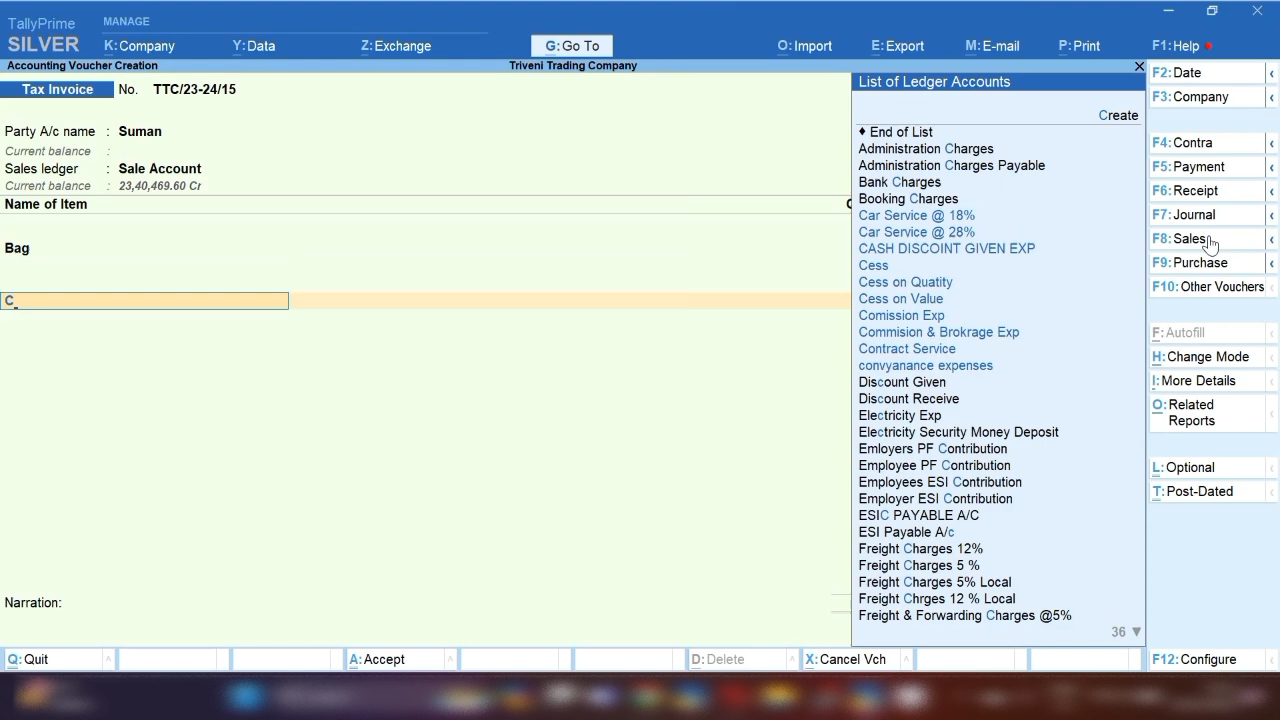 TallyPrime
SILVER
MANAGE
K:Company
Y:Data
Z:Exchange
G:Go To
O:Import
E:Export
M:E-mail
P:Print
F1:Help
Accounting Voucher Creation
Triveni Trading Company
Tax Invoice No. TTC/23-24/15
Party A/c name : Suman
Current balance :
Sales ledger : Sale Account
Current balance : 23,40,469.60 Cr
Name of Item
Bag
C
Narration:
List of Ledger Accounts
Create
♦ End of List
Administration Charges
Administration Charges Payable
Bank Charges
Booking Charges
Car Service @ 18%
Car Service @ 28%
CASH DISCOUNT GIVEN EXP
Cess
Cess on Quatity
Cess on Value
Comission Exp
Commision & Brokrage Exp
Contract Service
convyanance expenses
Discount Given
Discount Receive
Electricity Exp
Electricity Security Money Deposit
Emloyers PF Contribution
Employee PF Contribution
Employees ESI Contribution
Employer ESI Contribution
ESIC PAYABLE A/C
ESI Payable A/c
Freight Charges 12%
Freight Charges 5 %
Freight Charges 5% Local
Freight Chrges 12 % Local
Freight & Forwarding Charges @5%
36 ▼
F2:Date
F3:Company
F4:Contra
F5:Payment
F6:Receipt
F7:Journal
F8:Sales
F9:Purchase
F10:Other Vouchers
F:Autofill
H:Change Mode
I:More Details
O:Related
Reports
L:Optional
T:Post-Dated
Q:Quit
A:Accept
D:Delete
X:Cancel Vch
F12:Configure